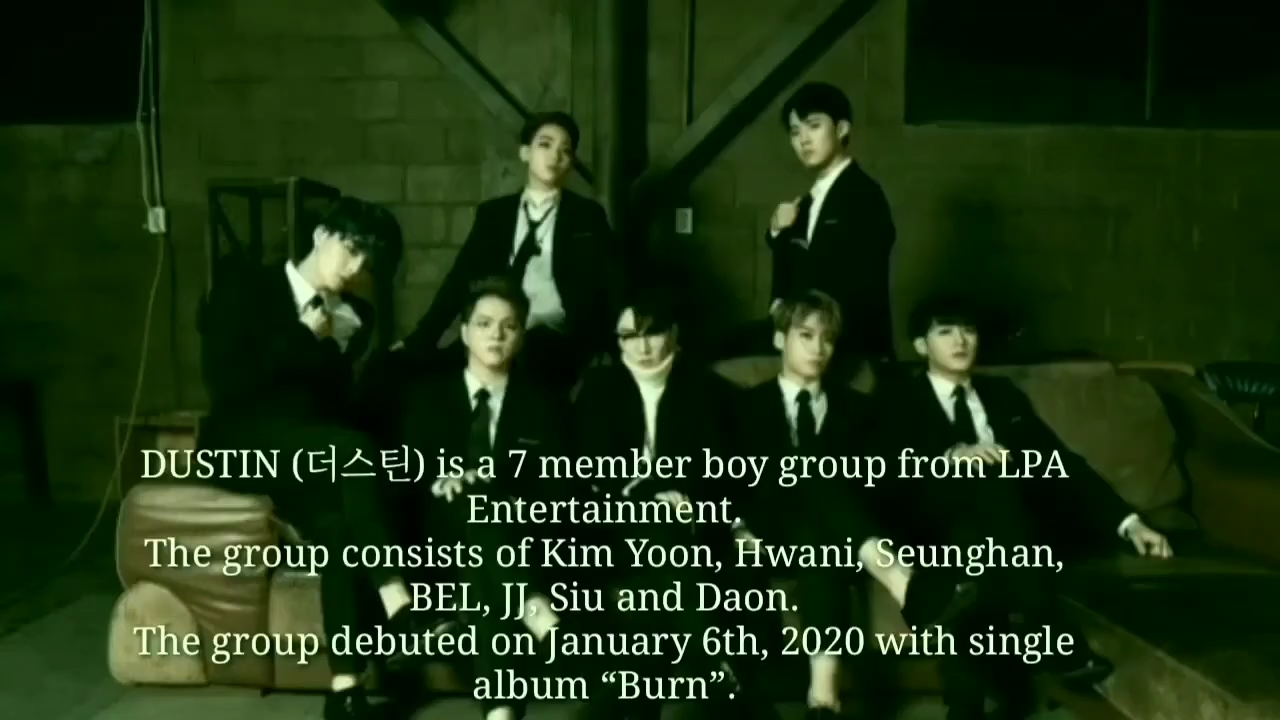 DUSTIN (더스틴) is a 7 member boy group from LPA
Entertainment.
The group consists of Kim Yoon, Hwani, Seunghan,
BEL, JJ, Siu and Daon.
The group debuted on January 6th, 2020 with single
album “Burn”.